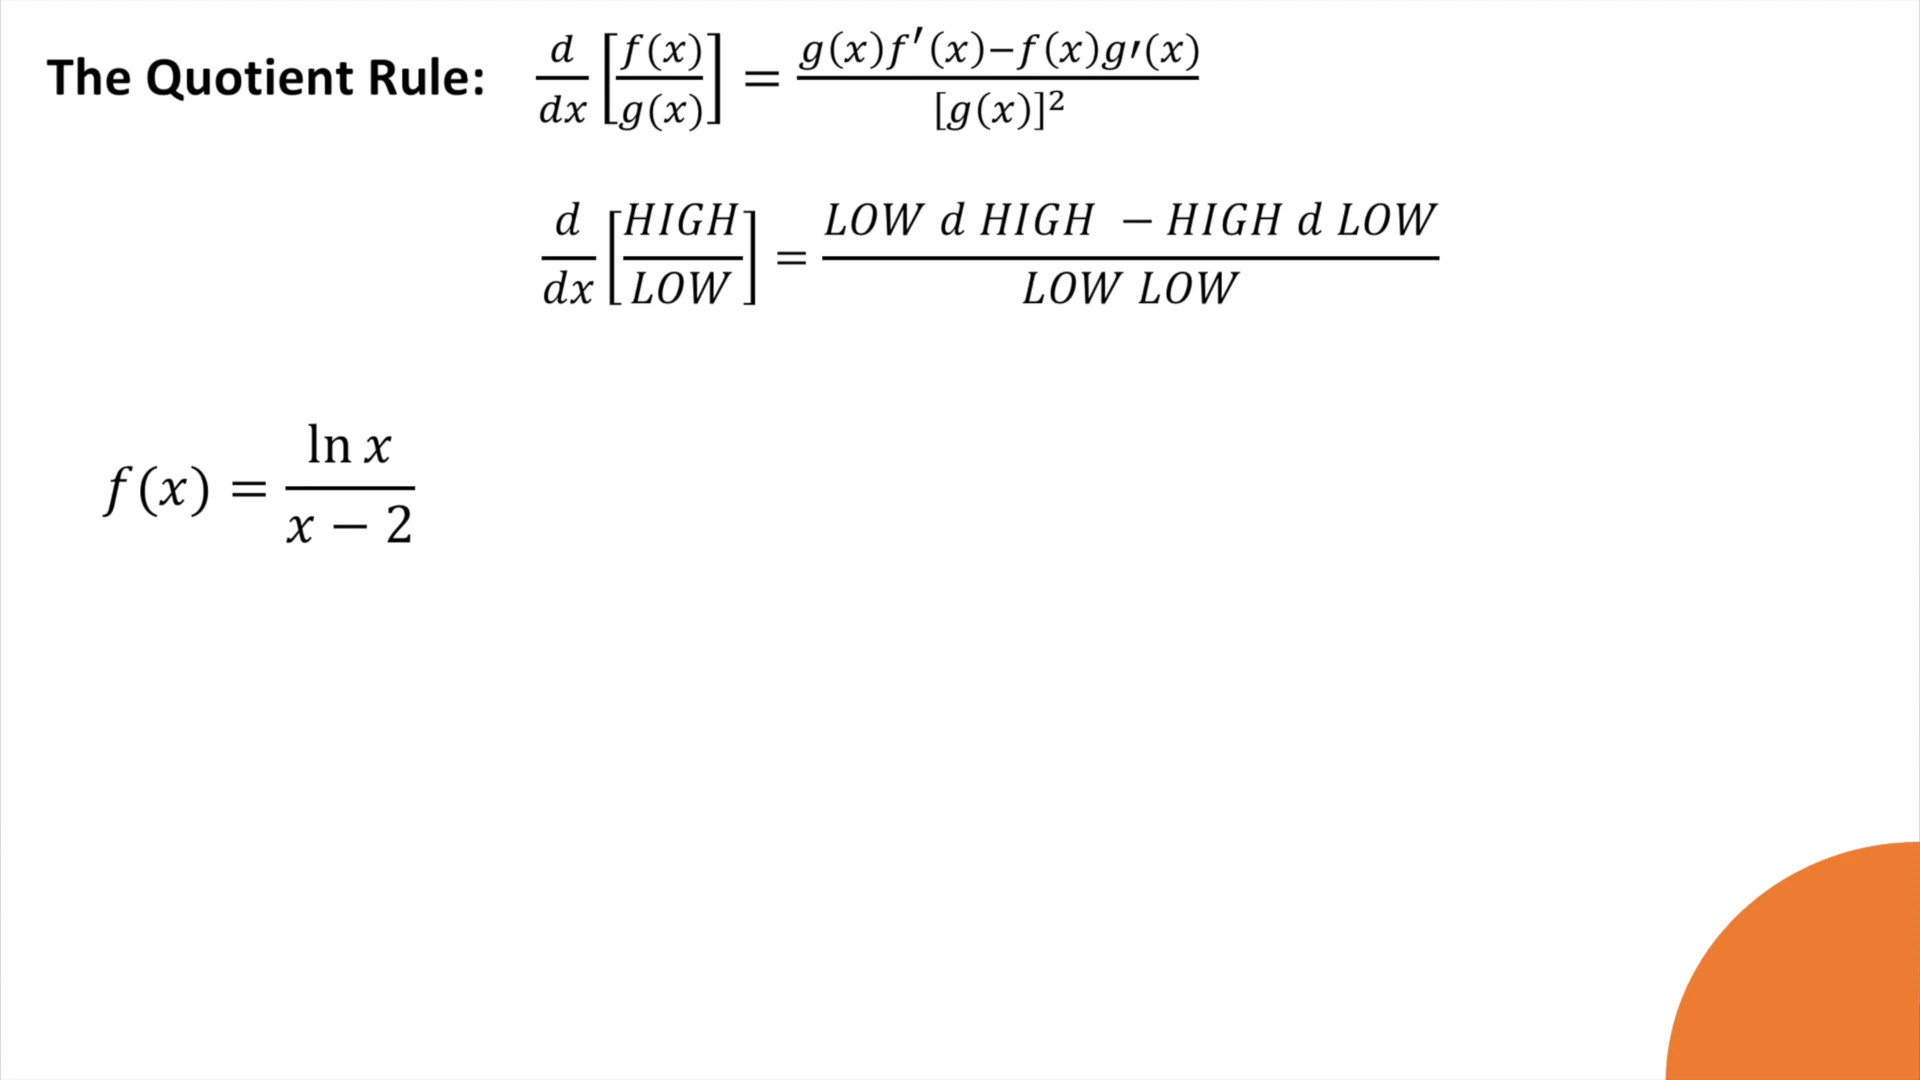 The Quotient Rule: d/dx [f(x)/g(x)] = g(x)f′(x)−f(x)g′(x)/[g(x)]²
d/dx [HIGH/LOW] = LOW d HIGH − HIGH d LOW/LOW LOW
f(x) = ln x/x − 2